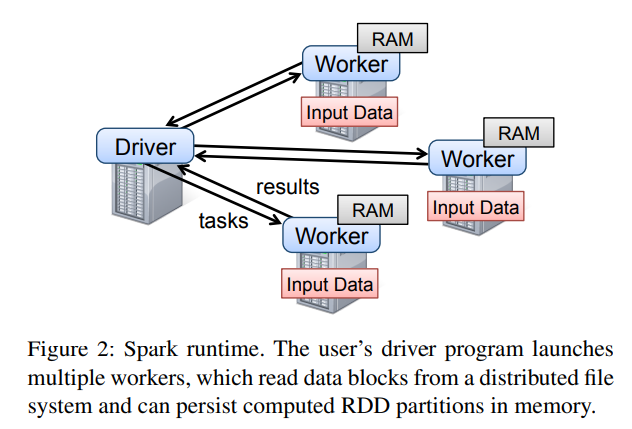 RAM
Worker
Input Data
RAM
Driver
Worker
results
Input Data
tasks
RAM
Worker
Input Data
Figure 2: Spark runtime. The user’s driver program launches
multiple workers, which read data blocks from a distributed file
system and can persist computed RDD partitions in memory.